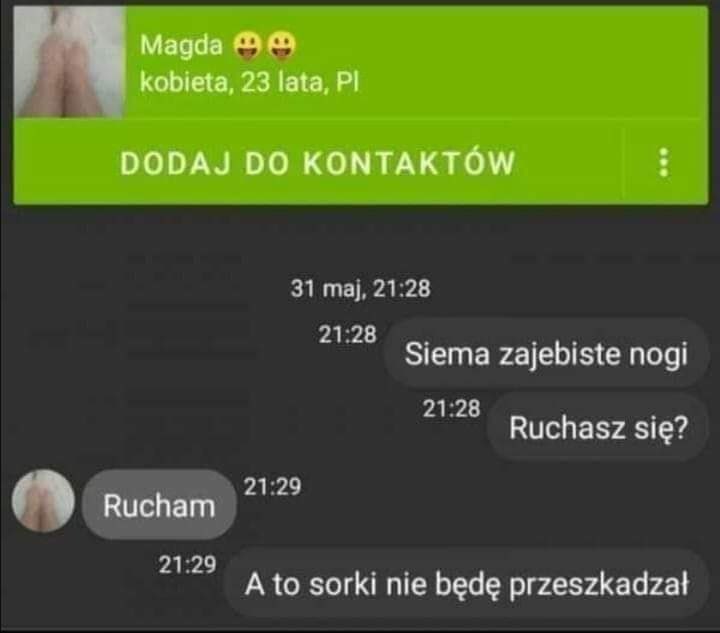 Magda 😛😛
kobieta, 23 lata, Pl
DODAJ DO KONTAKTÓW
31 maj, 21:28
21:28
Siema zajebiste nogi
21:28
Ruchasz się?
Rucham
21:29
21:29
A to sorki nie będę przeszkadzał